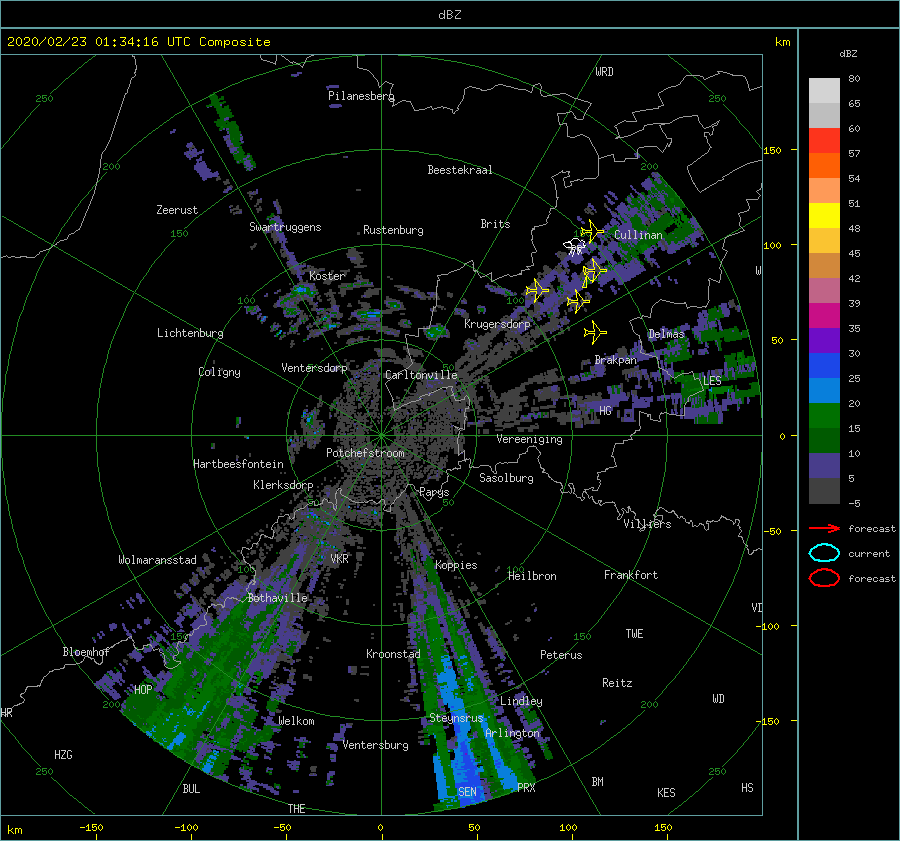 dBZ
2020/02/23 01:34:16 UTC Composite
km
dBZ
WRD
80
250
Pilanesberg
250
65
60
150
57
200
Beestekraal
200
54
Zeerust
51
Swartruggens
Rustenburg
Brits
150
Cullinan
48
100
W
45
Koster
42
100
100
39
Lichtenburg
Krugersdorp
Delmas
35
50
30
Coligny
Ventersdorp
Carltonville
Brakpan
LES
25
HG
20
15
Vereeniging
0
Potchefstroom
10
Hartbeesfontein
Sasolburg
5
Klerksdorp
Parys
50
50
-5
Villiers
forecast
-50
Wolmaransstad
VKR
current
Koppies
100
100
Heilbron
Frankfort
forecast
Bothaville
VI
-100
150
150
TWE
Bloemhof
Kroonstad
Peterus
HOP
Reitz
WD
Lindley
200
200
HR
Welkom
Steynsrus
-150
Arlington
Ventersburg
HZG
250
250
BUL
SEN
PRX
BM
KES
HS
THE
km
-150
-100
-50
0
50
100
150